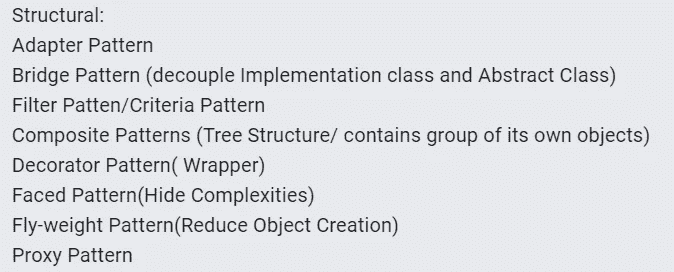 Structural:
Adapter Pattern
Bridge Pattern (decouple Implementation class and Abstract Class)
Filter Patten/Criteria Pattern
Composite Patterns (Tree Structure/ contains group of its own objects)
Decorator Pattern( Wrapper)
Faced Pattern(Hide Complexities)
Fly-weight Pattern(Reduce Object Creation)
Proxy Pattern